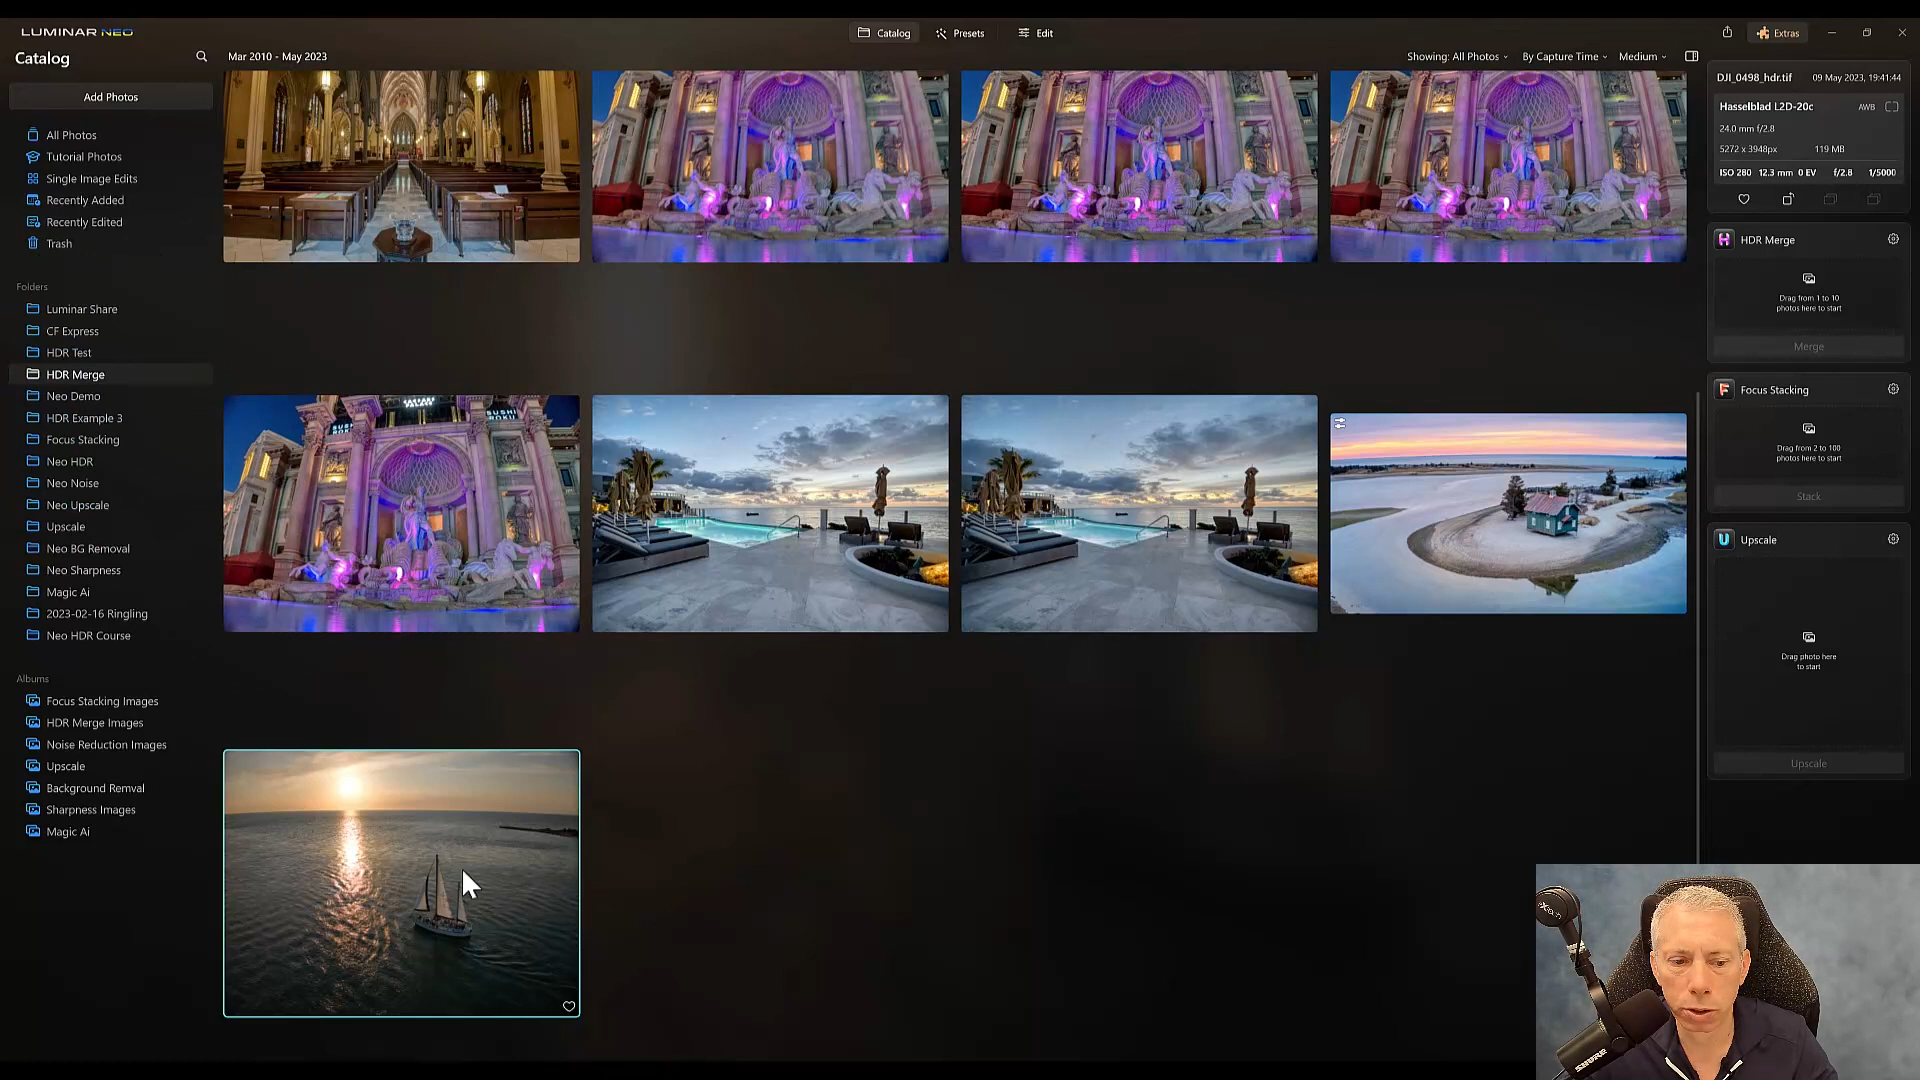 LUMINAR NEO
Catalog
Presets
Edit
Extras
Catalog
Mar 2010 - May 2023
Showing: All Photos
By Capture Time
Medium
Add Photos
All Photos
Tutorial Photos
Single Image Edits
Recently Added
Recently Edited
Trash
Folders
Luminar Share
CF Express
HDR Test
HDR Merge
Neo Demo
HDR Example 3
Focus Stacking
Neo HDR
Neo Noise
Neo Upscale
Upscale
Neo BG Removal
Neo Sharpness
Magic Ai
2023-02-16 Ringling
Neo HDR Course
Albums
Focus Stacking Images
HDR Merge Images
Noise Reduction Images
Upscale
Background Remval
Sharpness Images
Magic Ai
SUSHI
ROKU
SUSHI
ROKU
DJI_0498_hdr.tif 09 May 2023, 19:41:44
Hasselblad L2D-20c AWB
24.0 mm f/2.8
5272 x 3948px 119 MB
ISO 280 12.3 mm 0 EV f/2.8 1/5000
HDR Merge
Drag from 1 to 10
photos here to start
Merge
Focus Stacking
Drag from 2 to 100
photos here to start
Stack
Upscale
Drag photo here
to start
Upscale
SHURE